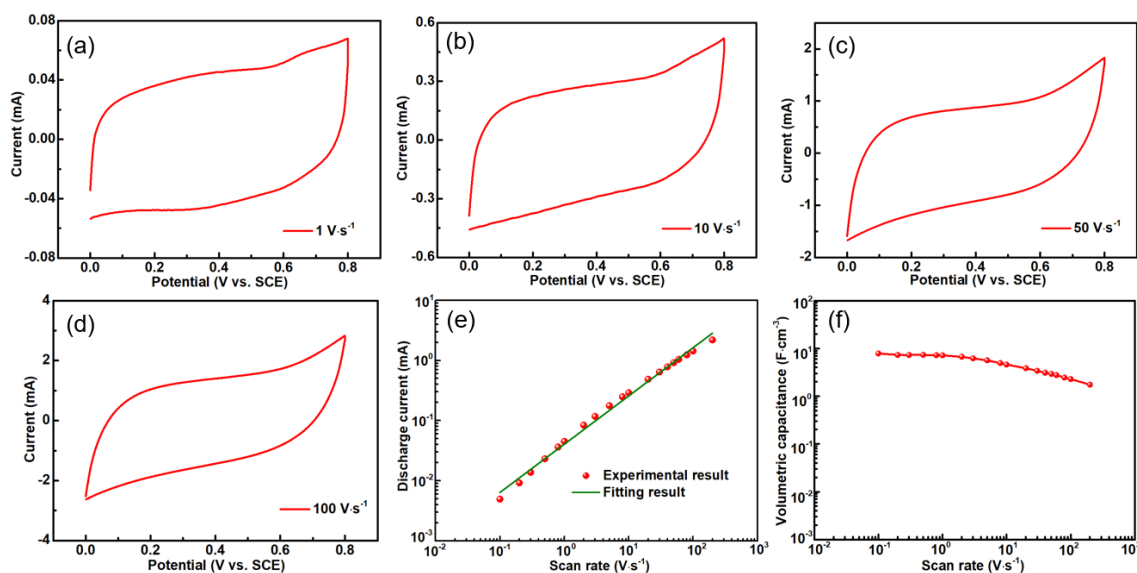 (a)
0.08
0.04
0.00
-0.04
-0.08
Current (mA)
0.0 0.2 0.4 0.6 0.8
Potential (V vs. SCE)
1 V·s⁻¹
(b)
0.6
0.3
0.0
-0.3
-0.6
Current (mA)
0.0 0.2 0.4 0.6 0.8
Potential (V vs. SCE)
10 V·s⁻¹
(c)
2
1
0
-1
-2
Current (mA)
0.0 0.2 0.4 0.6 0.8
Potential (V vs. SCE)
50 V·s⁻¹
(d)
4
2
0
-2
-4
Current (mA)
0.0 0.2 0.4 0.6 0.8
Potential (V vs. SCE)
100 V·s⁻¹
(e)
10¹
10⁰
10⁻¹
10⁻²
10⁻³
Discharge current (mA)
Experimental result
Fitting result
10⁻² 10⁻¹ 10⁰ 10¹ 10² 10³
Scan rate (V·s⁻¹)
(f)
10²
10¹
10⁰
10⁻¹
10⁻²
10⁻³
Volumetric capacitance (F·cm⁻³)
10⁻² 10⁻¹ 10⁰ 10¹ 10² 10³
Scan rate (V·s⁻¹)